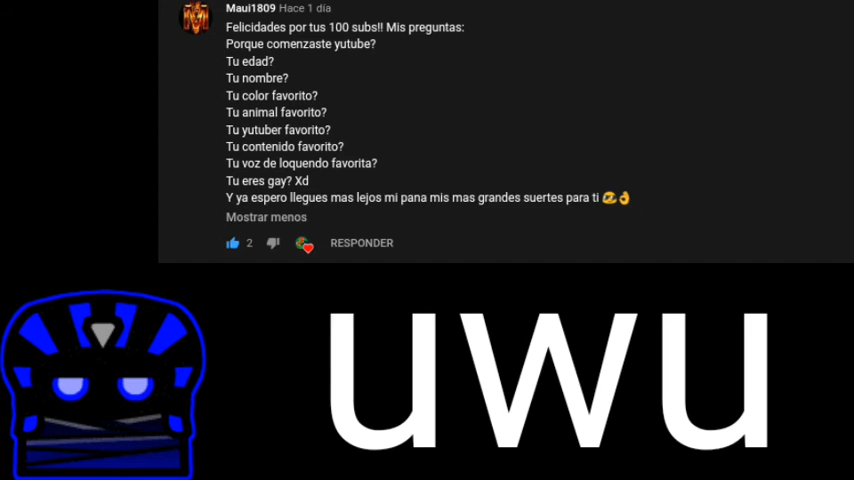 Maui1809 Hace 1 día
Felicidades por tus 100 subs!! Mis preguntas:
Porque comenzaste yutube?
Tu edad?
Tu nombre?
Tu color favorito?
Tu animal favorito?
Tu yutuber favorito?
Tu contenido favorito?
Tu voz de loquendo favorita?
Tu eres gay? Xd
Y ya espero llegues mas lejos mi pana mis mas grandes suertes para ti
Mostrar menos
2 RESPONDER
uwu